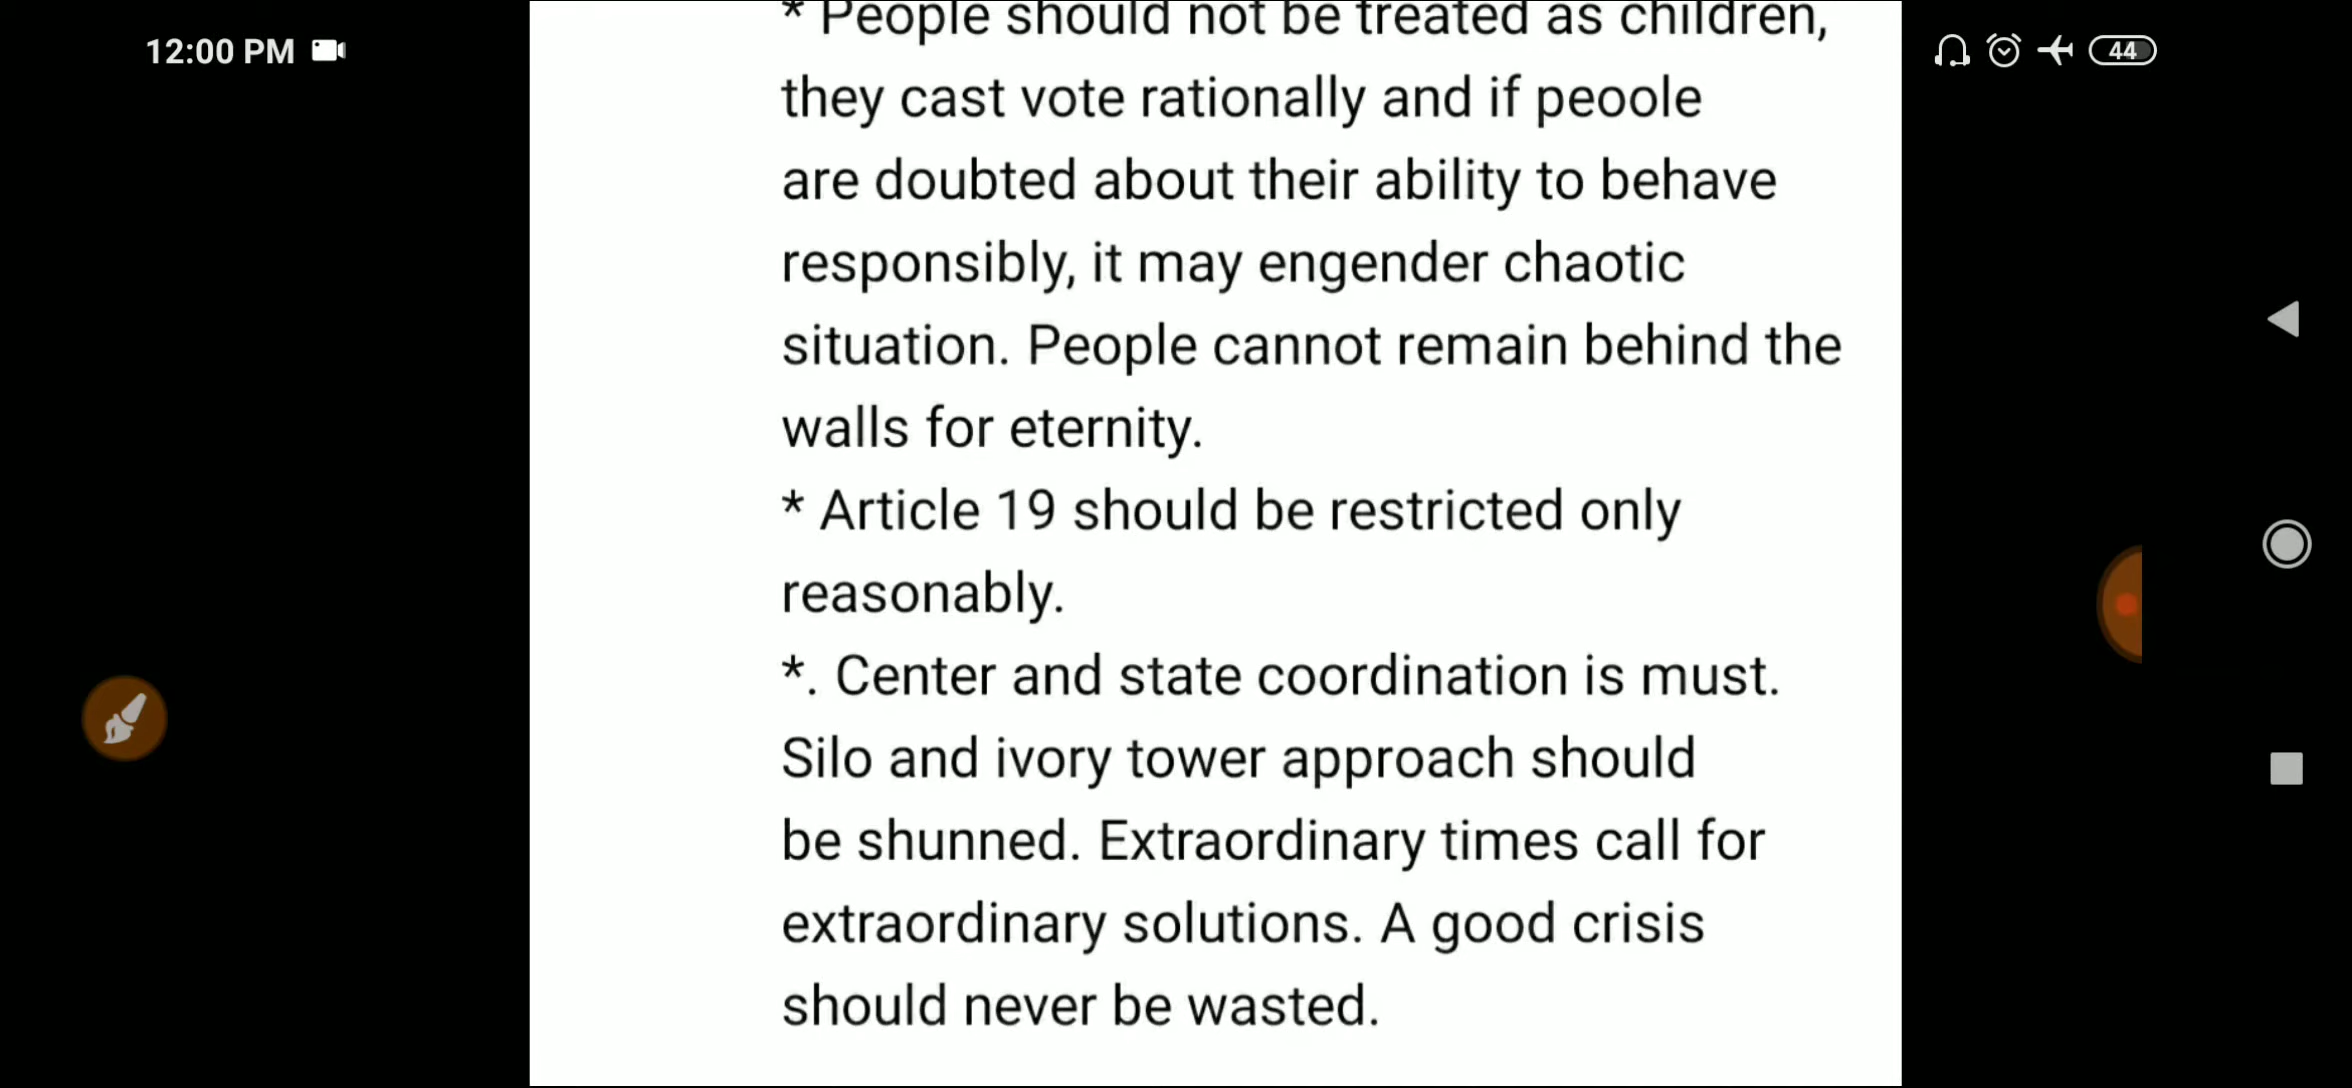 12:00 PM
44
* People should not be treated as children,
they cast vote rationally and if peoole
are doubted about their ability to behave
responsibly, it may engender chaotic
situation. People cannot remain behind the
walls for eternity.
* Article 19 should be restricted only
reasonably.
*. Center and state coordination is must.
Silo and ivory tower approach should
be shunned. Extraordinary times call for
extraordinary solutions. A good crisis
should never be wasted.